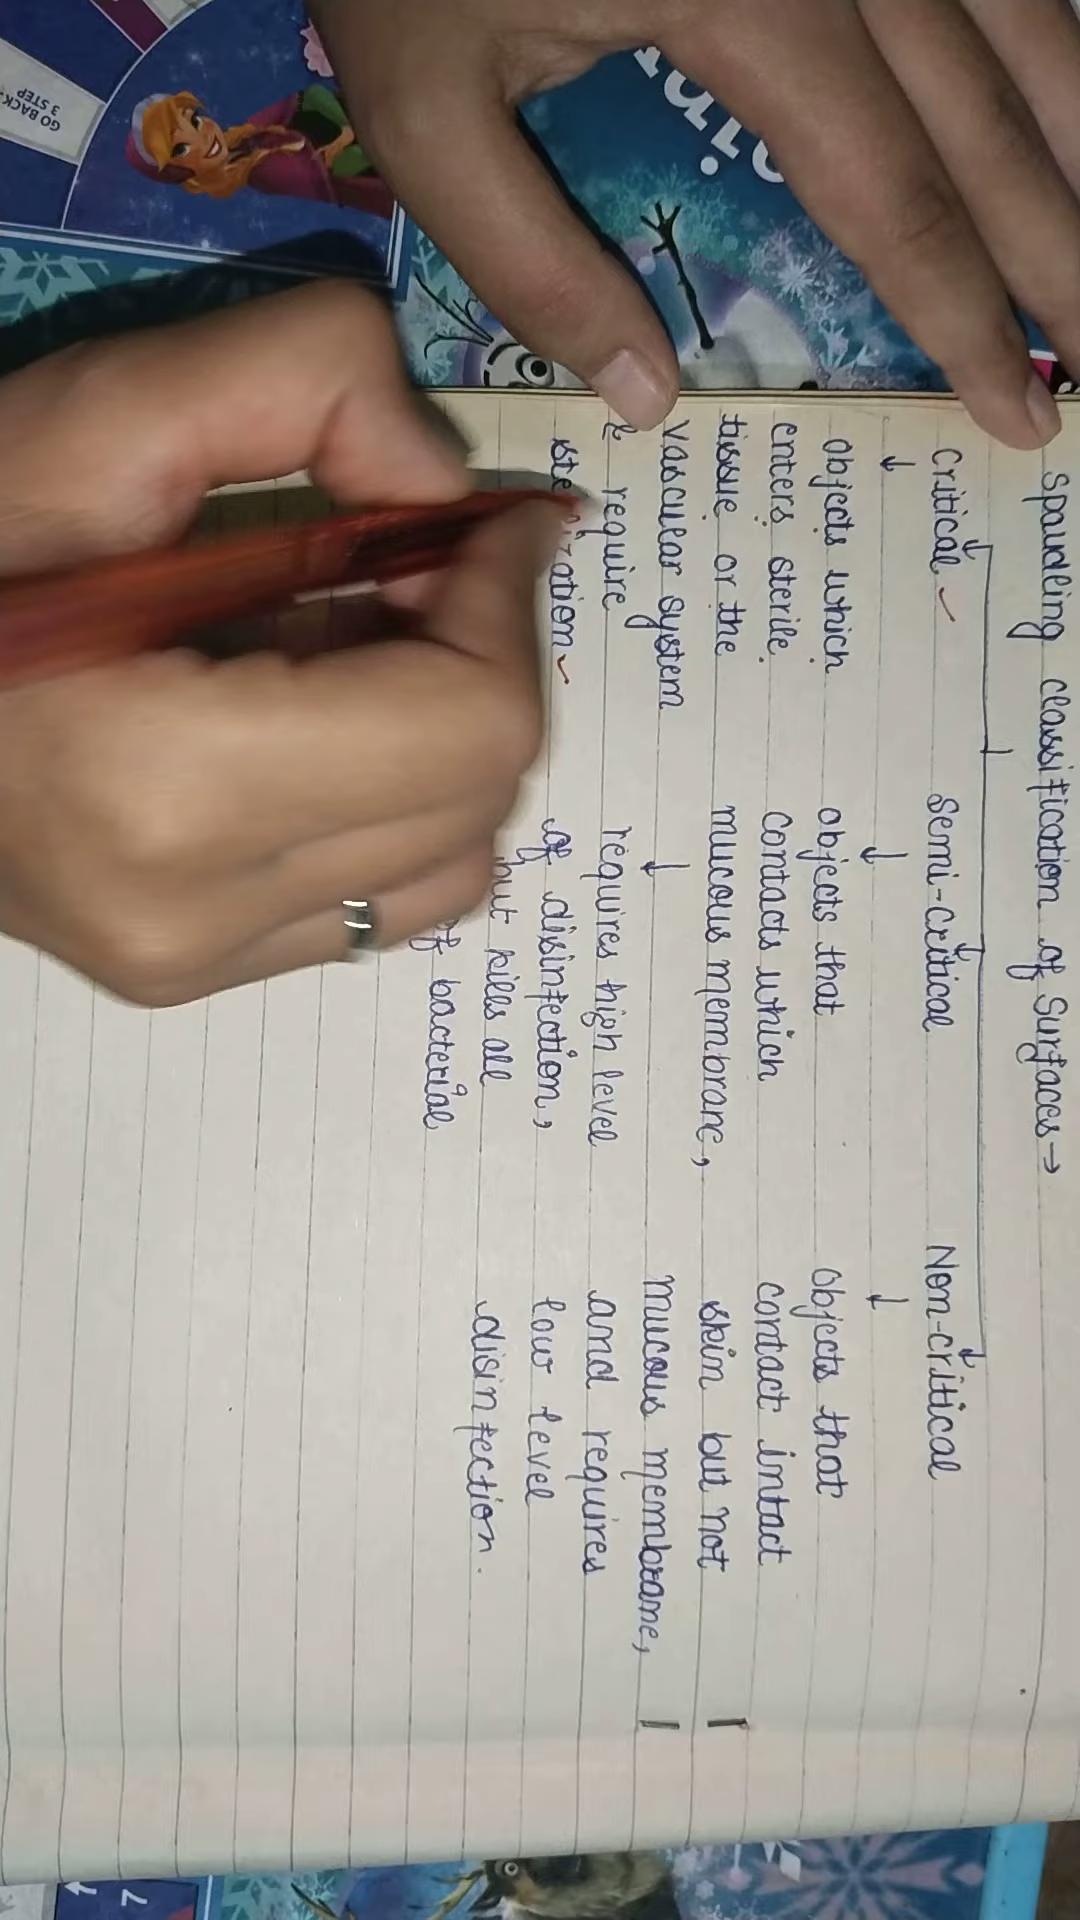 Spaudling classification of Surfaces →
Critical Semi-Critical Non-Critical
objects which objects that objects that
enters sterile contacts which contact intact
tissue or the mucous membrane, skin but not
vascular system mucous membrane,
& require requires high level and requires
of disinfection, low level
but kills all disinfection.
of bacterial
GO BACK
3 STEP
7